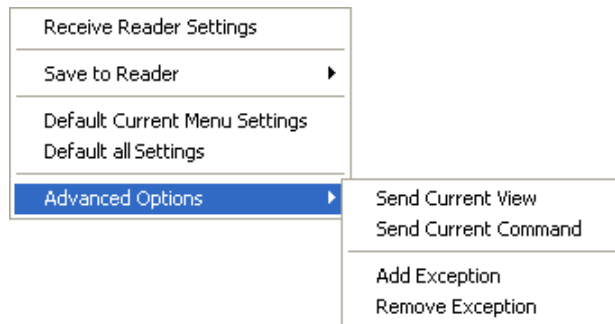 Receive Reader Settings
Save to Reader
Default Current Menu Settings
Default all Settings
Advanced Options
Send Current View
Send Current Command
Add Exception
Remove Exception